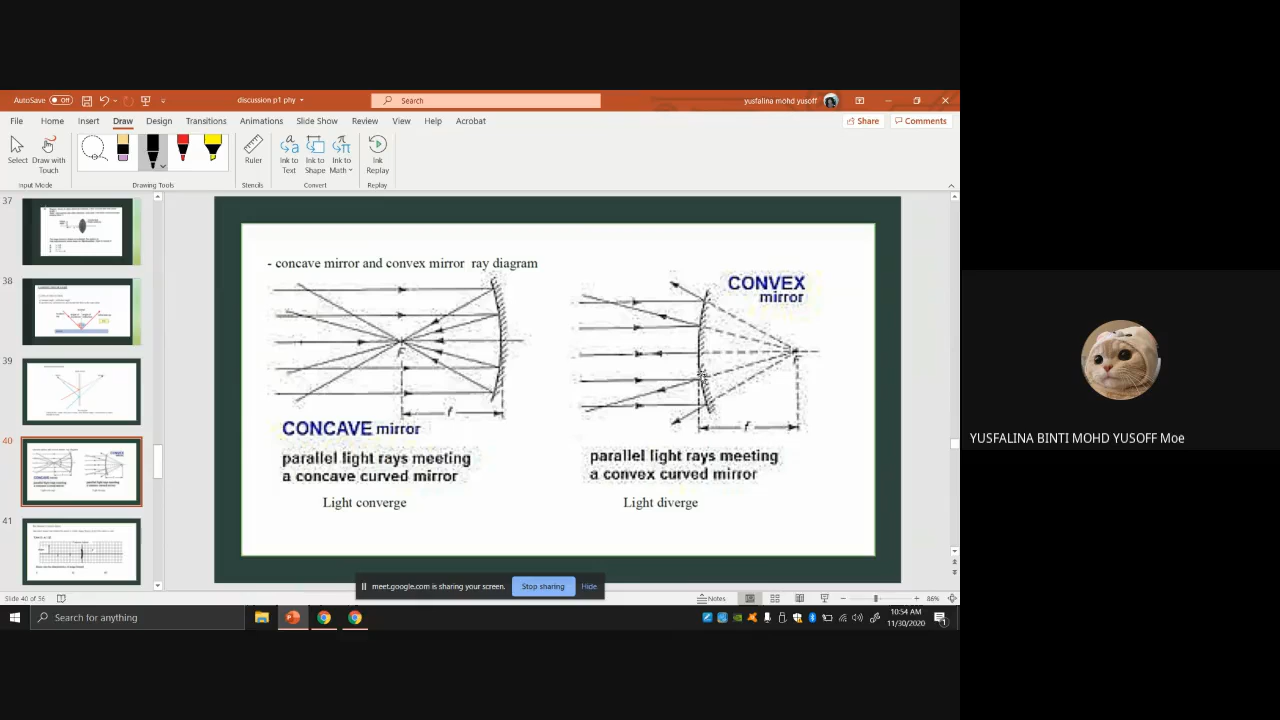 AutoSave Off
discussion p1 phy
Search
yusfalina mohd yusoff
File Home Insert Draw Design Transitions Animations Slide Show Review View Help Acrobat
Share Comments
Select
Draw with Touch
Ruler
Ink to Text
Ink to Shape
Ink to Math
Ink Replay
Input Mode
Drawing Tools
Stencils
Convert
Replay
37
38
39
40
41
- concave mirror and convex mirror ray diagram
F
f
CONCAVE mirror
parallel light rays meeting
a concave curved mirror
Light converge
CONVEX
mirror
f
parallel light rays meeting
a convex curved mirror
Light diverge
YUSFALINA BINTI MOHD YUSOFF Moe
meet.google.com is sharing your screen.
Stop sharing
Hide
Slide 40 of 56
Notes
86%
Search for anything
10:54 AM
11/30/2020
1